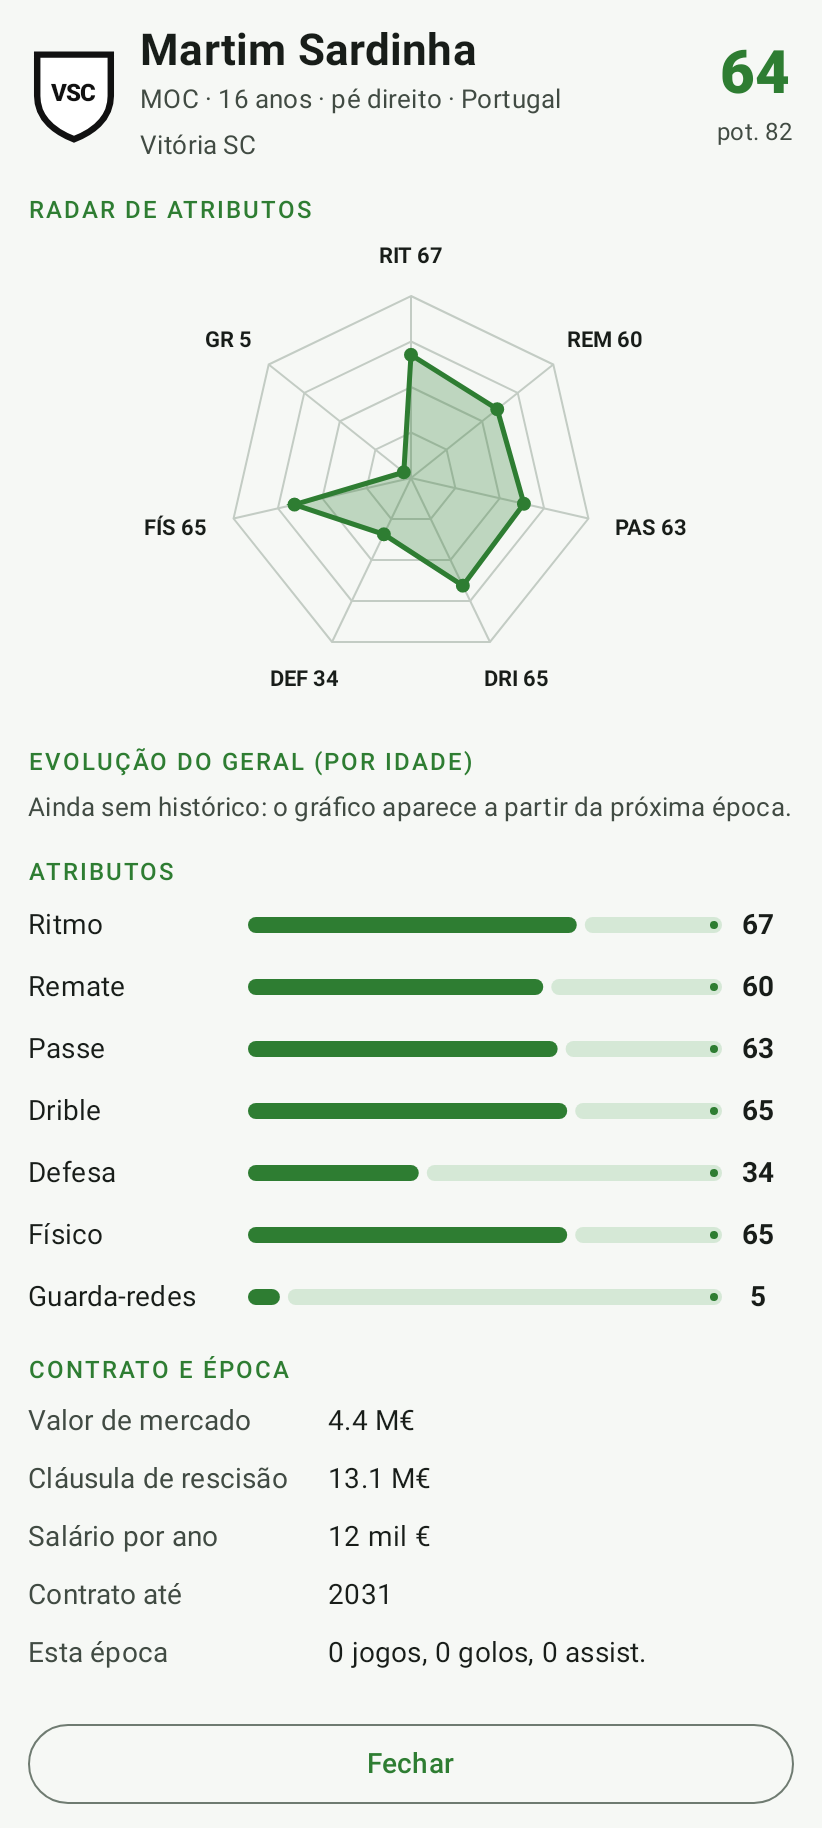 VSC
Martim Sardinha
MOC · 16 anos · pé direito · Portugal
Vitória SC
64
pot. 82
RADAR DE ATRIBUTOS
RIT 67
GR 5
REM 60
FÍS 65
PAS 63
DEF 34
DRI 65
EVOLUÇÃO DO GERAL (POR IDADE)
Ainda sem histórico: o gráfico aparece a partir da próxima época.
ATRIBUTOS
Ritmo 67
Remate 60
Passe 63
Drible 65
Defesa 34
Físico 65
Guarda-redes 5
CONTRATO E ÉPOCA
Valor de mercado 4.4 M€
Cláusula de rescisão 13.1 M€
Salário por ano 12 mil €
Contrato até 2031
Esta época 0 jogos, 0 golos, 0 assist.
Fechar